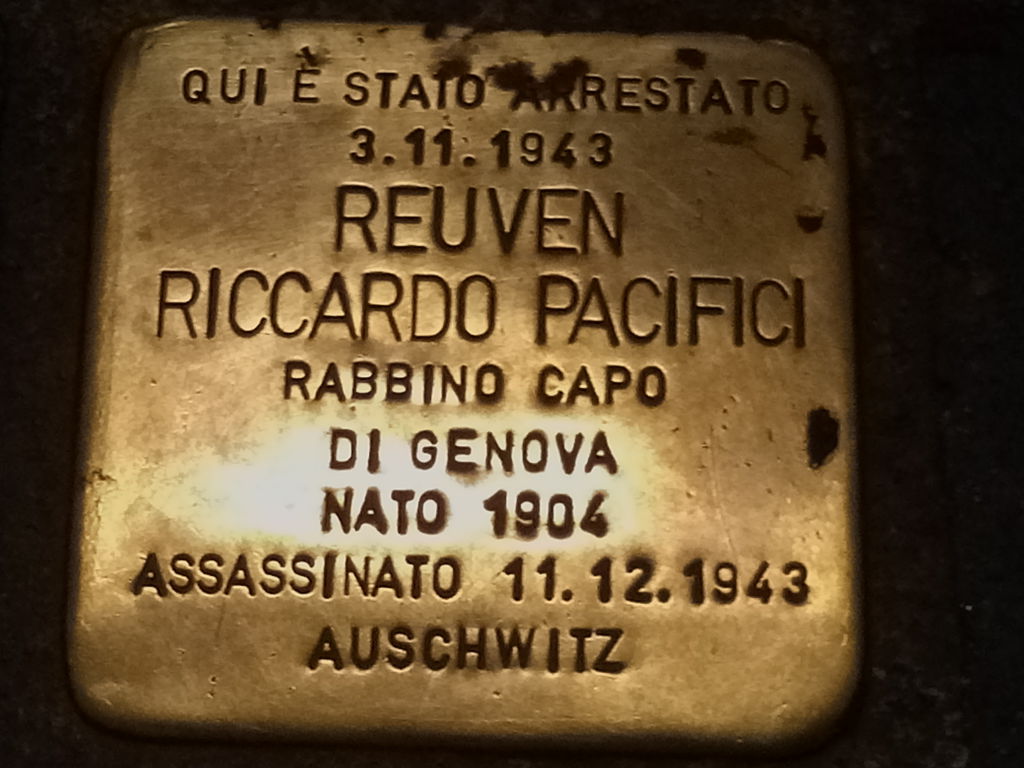 QUI È STATO ARRESTATO
3.11.1943
REUVEN
RICCARDO PACIFICI
RABBINO CAPO
DI GENOVA
NATO 1904
ASSASSINATO 11.12.1943
AUSCHWITZ